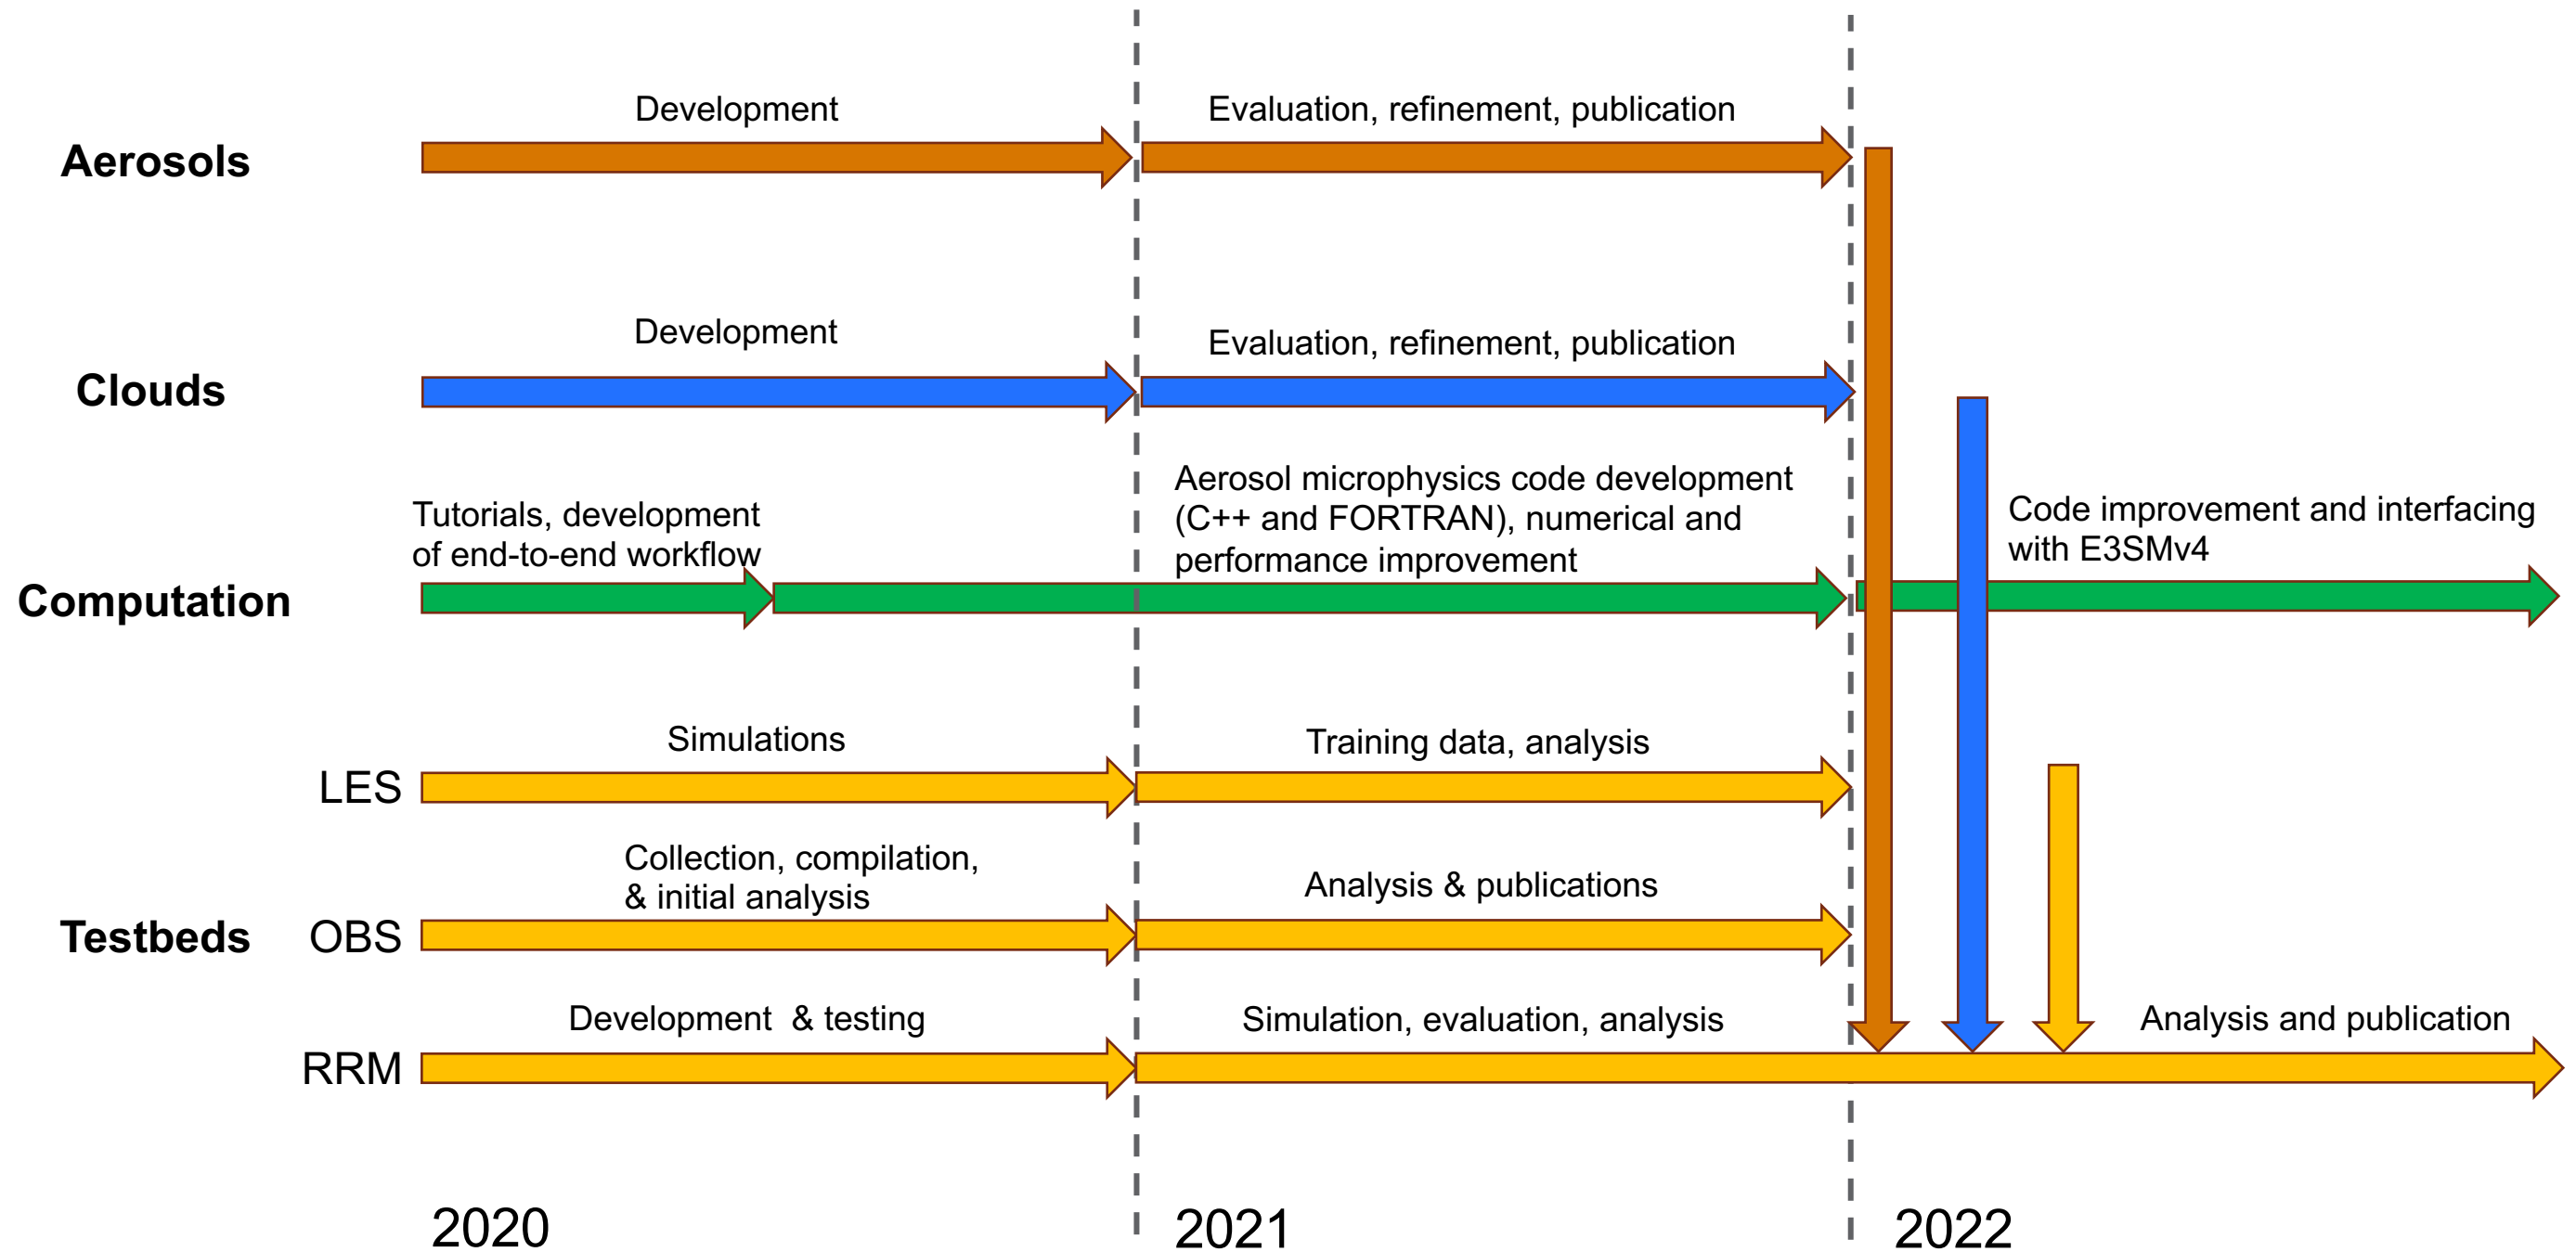 Development
Evaluation, refinement, publication
Aerosols
Development
Evaluation, refinement, publication
Clouds
Tutorials, development
of end-to-end workflow
Aerosol microphysics code development
(C++ and FORTRAN), numerical and
performance improvement
Code improvement and interfacing
with E3SMv4
Computation
Simulations
Training data, analysis
LES
Collection, compilation,
& initial analysis
Analysis & publications
Testbeds
OBS
Development & testing
Simulation, evaluation, analysis
Analysis and publication
RRM
2020
2021
2022